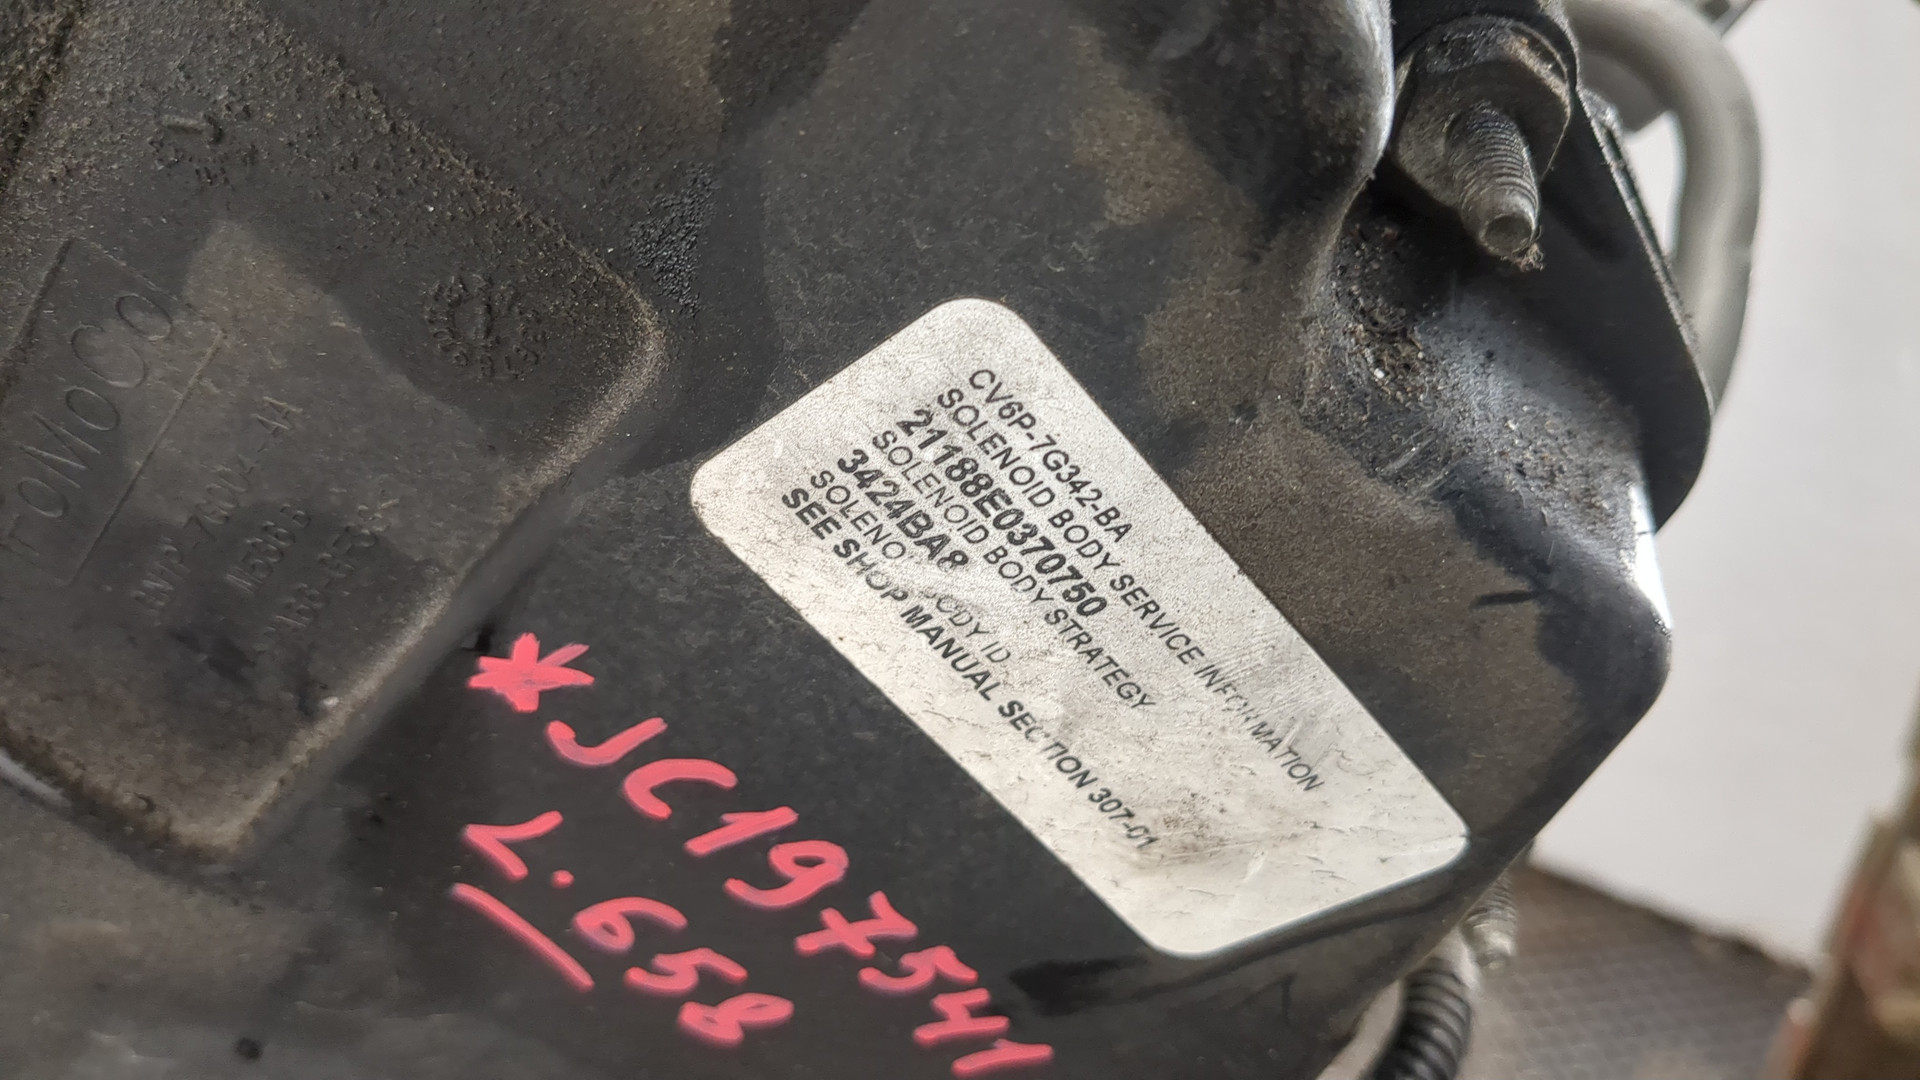 FoMoCo
CV6P-7G342-BA
SOLENOID BODY SERVICE INFORMATION
21188E0370750
SOLENOID BODY STRATEGY
3424BA8
SOLENOID BODY ID
SEE SHOP MANUAL SECTION 307-01
*JC197541
L.658